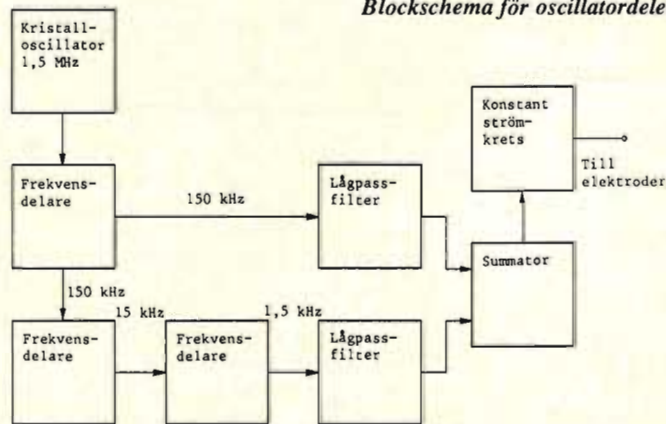 Blockschema för oscillatordele
Kristall-
oscillator
1,5 MHz
Konstant
ström-
krets
Till
elektroder
Frekvens-
delare
150 kHz
Lågpass-
filter
Summator
150 kHz
15 kHz
1,5 kHz
Frekvens-
delare
Frekvens-
delare
Lågpass-
filter